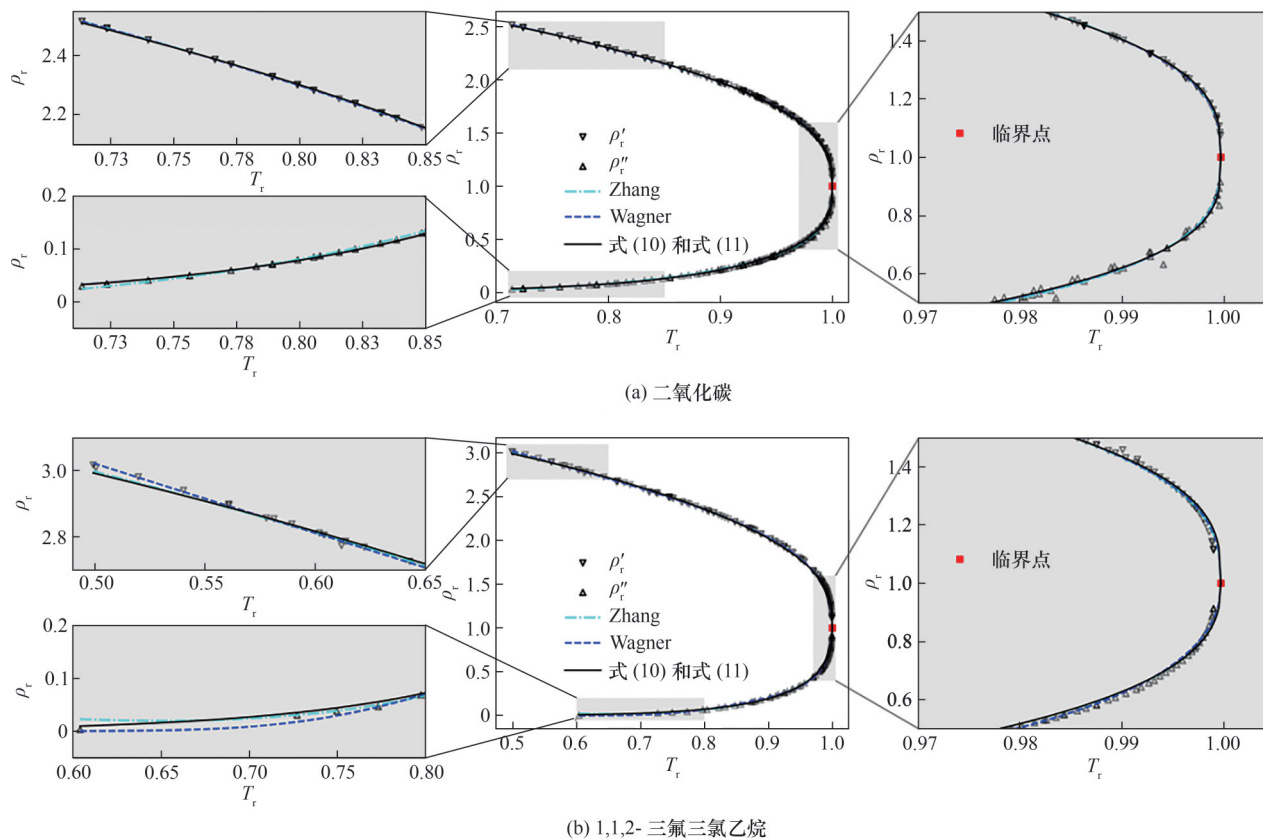 2.4
2.2
ρr
0.73 0.75 0.78 0.80 0.83 0.85
Tr
0.2
0.1
0
ρr
0.73 0.75 0.78 0.80 0.83 0.85
Tr
2.5
2.0
1.5
1.0
0.5
0
ρr
ρ′r
ρ″r
Zhang
Wagner
式 (10) 和式 (11)
0.7 0.8 0.9 1.0
Tr
1.4
1.2
1.0
0.8
0.6
ρr
临界点
0.97 0.98 0.99 1.00
Tr
(a) 二氧化碳
3.0
2.8
ρr
0.50 0.55 0.60 0.65
Tr
0.2
0.1
0
ρr
0.60 0.65 0.70 0.75 0.80
Tr
3.0
2.5
2.0
1.5
1.0
0.5
0
ρr
ρ′r
ρ″r
Zhang
Wagner
式 (10) 和式 (11)
0.5 0.6 0.7 0.8 0.9 1.0
Tr
1.4
1.2
1.0
0.8
0.6
ρr
临界点
0.97 0.98 0.99 1.00
Tr
(b) 1,1,2- 三氟三氯乙烷